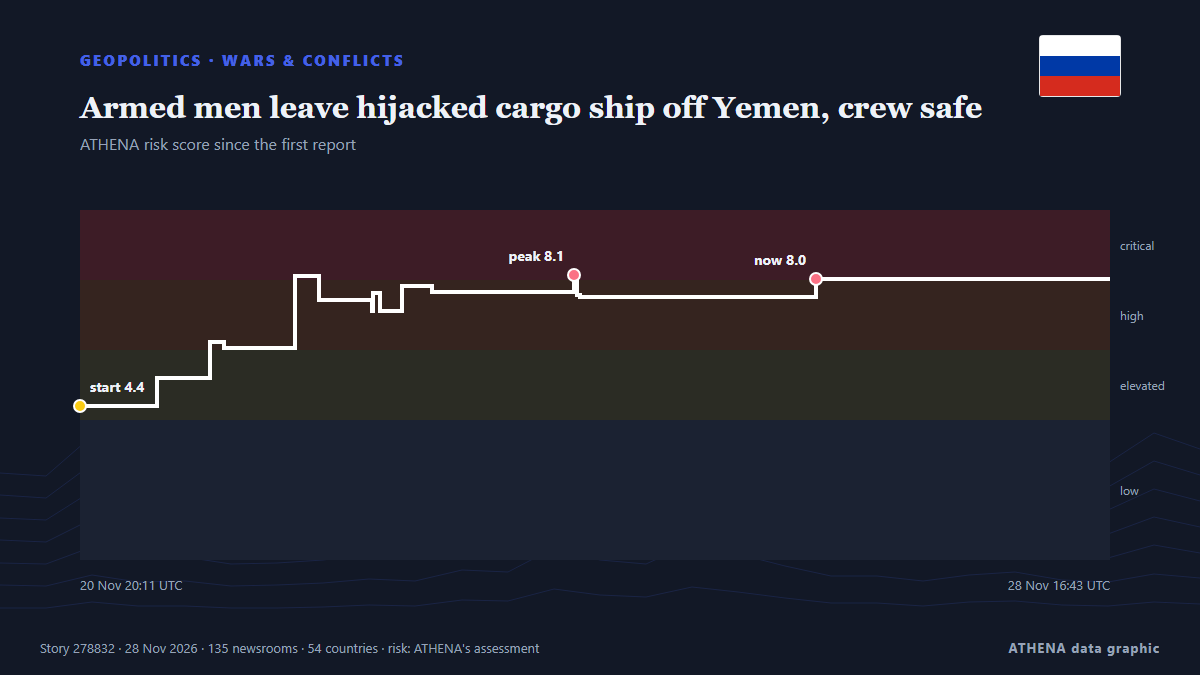 GEOPOLITICS · WARS & CONFLICTS
Armed men leave hijacked cargo ship off Yemen, crew safe
ATHENA risk score since the first report
critical
peak 8.1
now 8.0
high
start 4.4
elevated
low
20 Nov 20:11 UTC
28 Nov 16:43 UTC
Story 278832 · 28 Nov 2026 · 135 newsrooms · 54 countries · risk: ATHENA's assessment
ATHENA data graphic